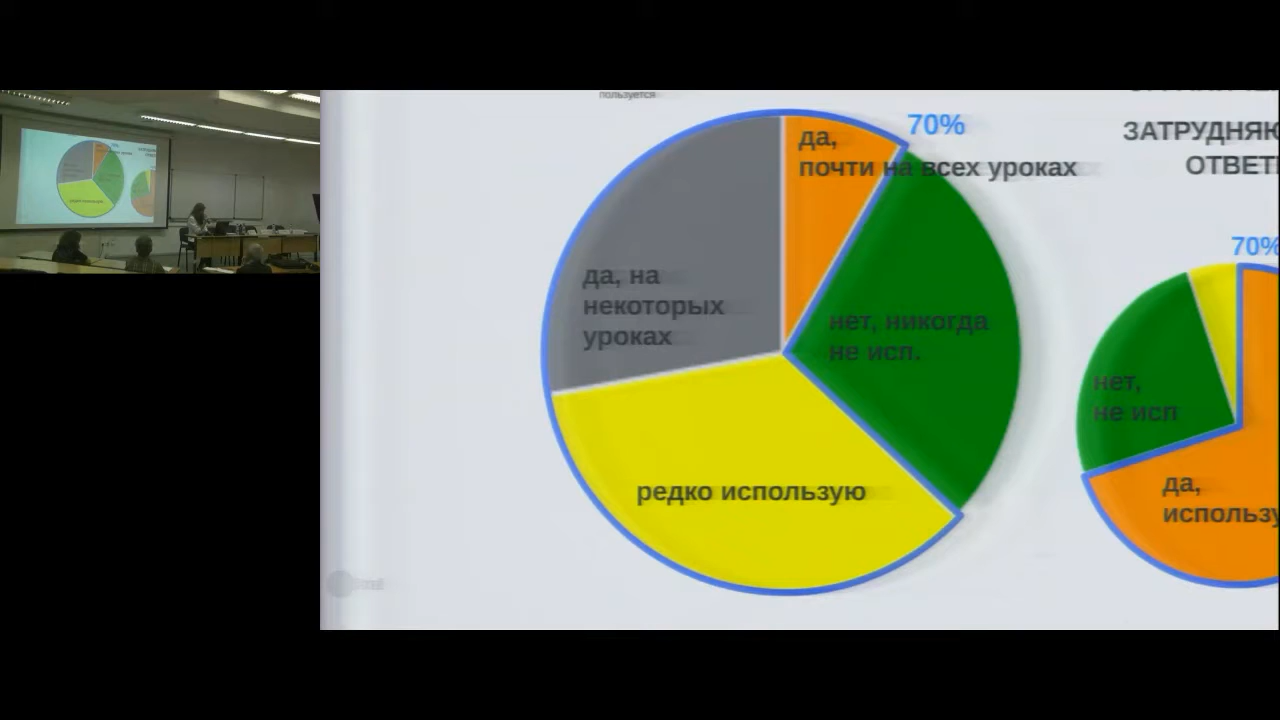 пользуется
70%
да,
почти на всех уроках
ЗАТРУДНЯЮ
ОТВЕТ
да, на
некоторых
уроках
нет, никогда
не исп.
редко использую
70%
нет,
не исп
да,
использу